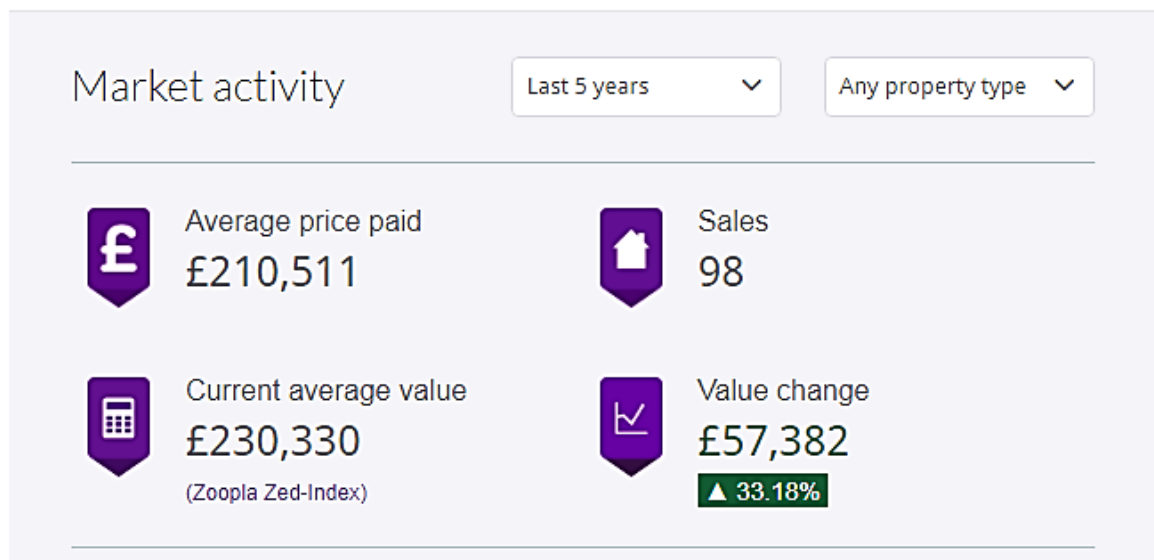 Market activity
Last 5 years
Any property type
£
Average price paid
£210,511
Sales
98
Current average value
£230,330
(Zoopla Zed-Index)
Value change
£57,382
▲ 33.18%